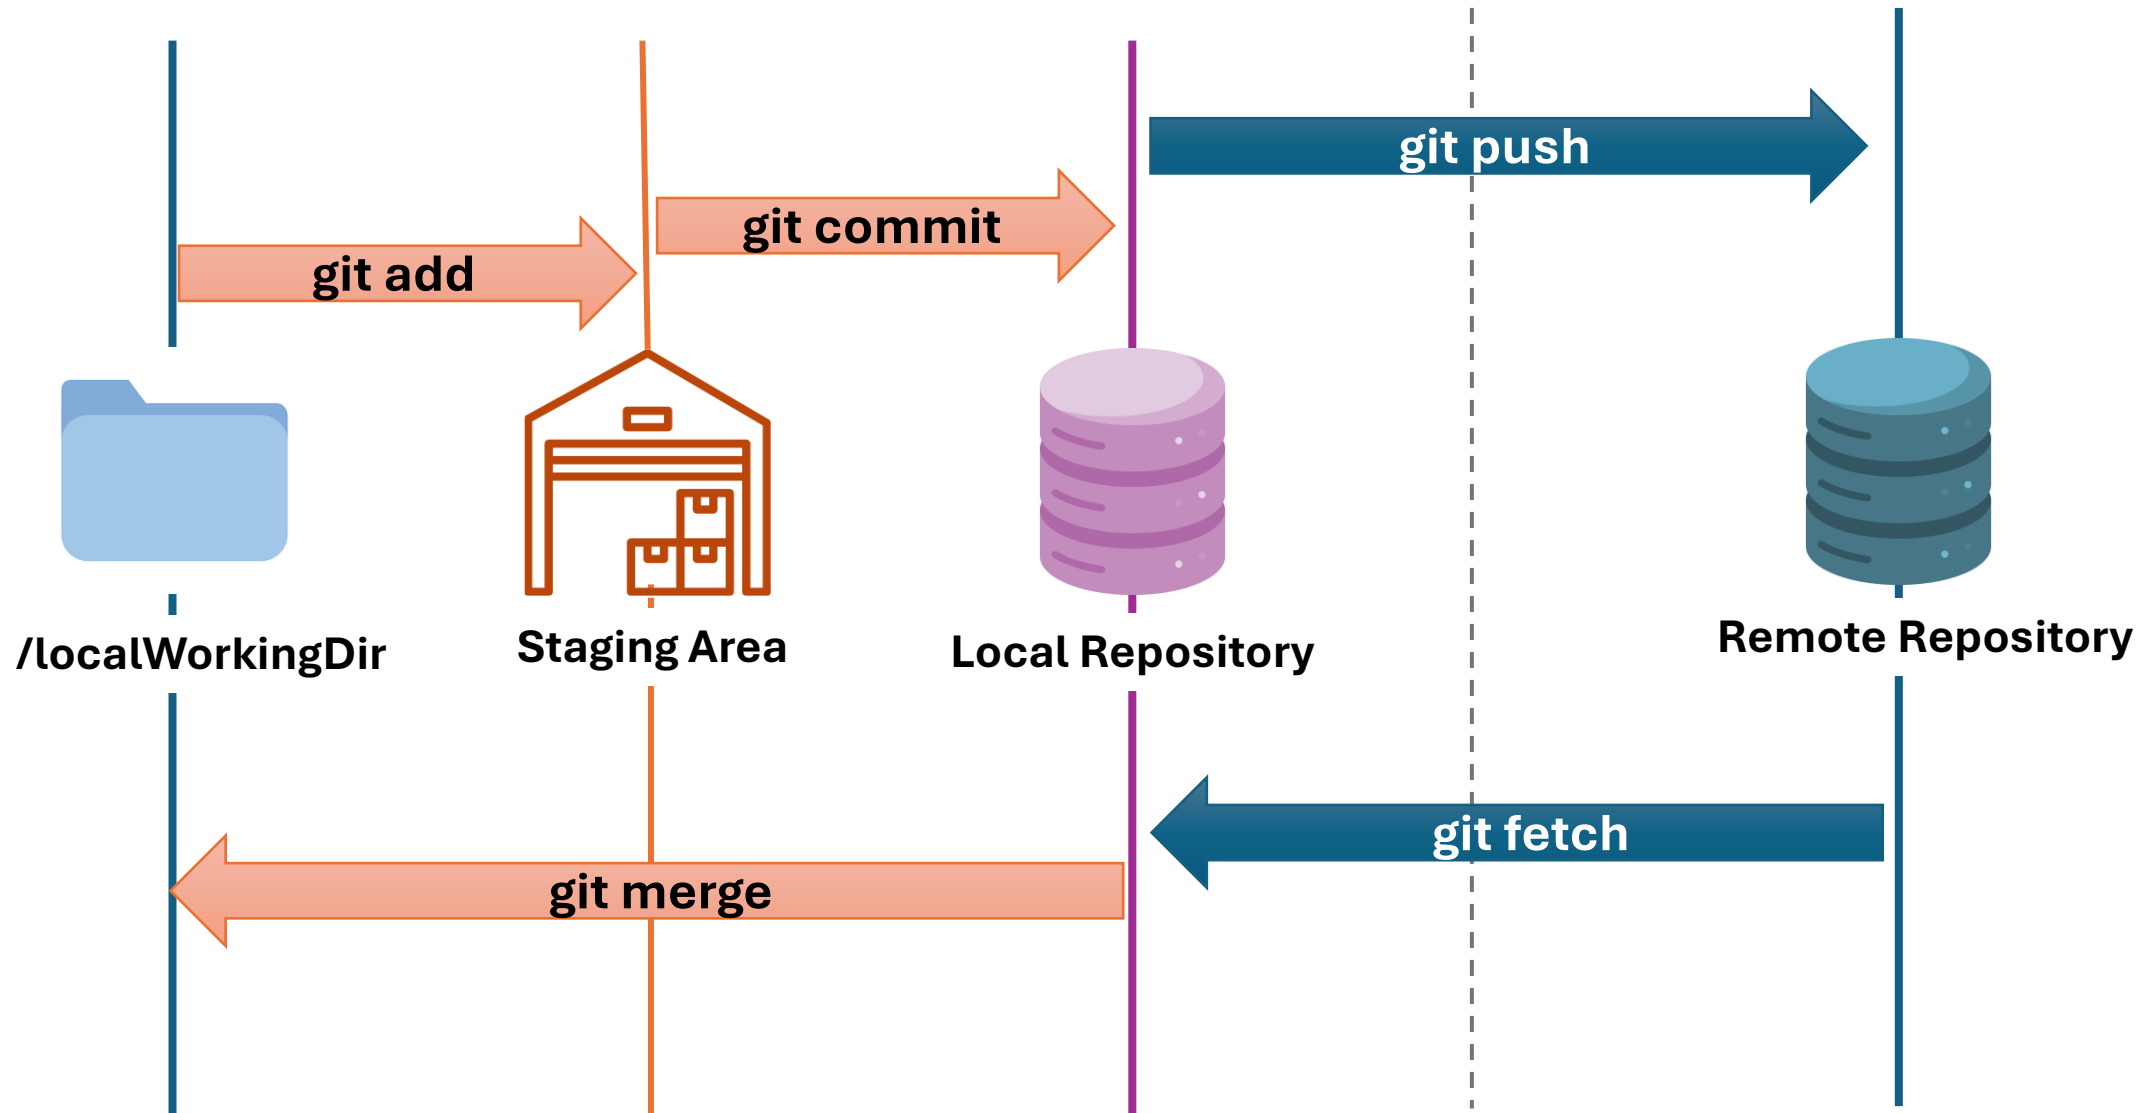 git push
git commit
git add
/localWorkingDir
Staging Area
Local Repository
Remote Repository
git fetch
git merge